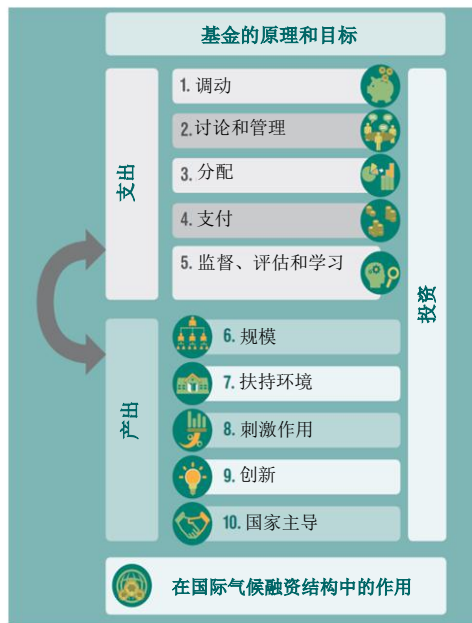 基金的原理和目标
支出
1. 调动
2.讨论和管理
3. 分配
4. 支付
5. 监督、评估和学习
投资
产出
6. 规模
7. 扶持环境
8. 刺激作用
9. 创新
10. 国家主导
在国际气候融资结构中的作用